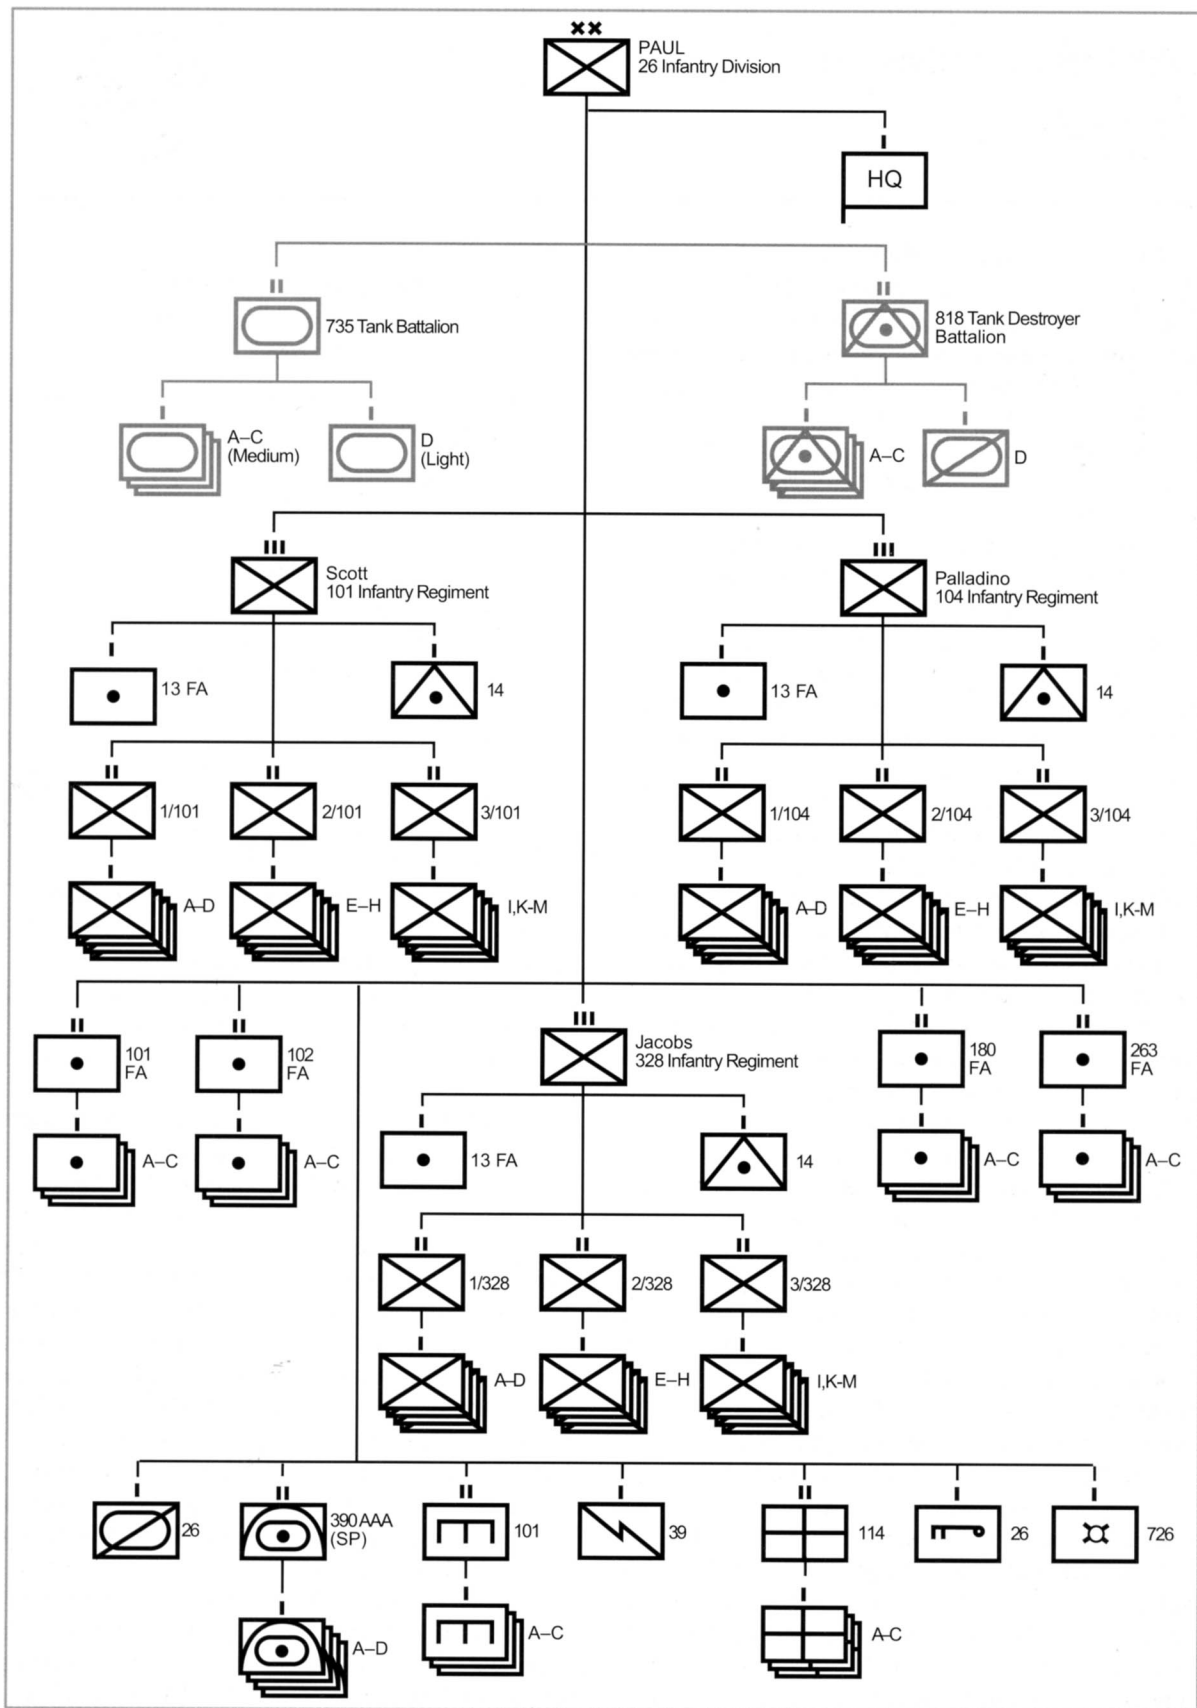 PAUL
26 Infantry Division
HQ
735 Tank Battalion
818 Tank Destroyer
Battalion
A–C
(Medium)
D
(Light)
A–C
D
Scott
101 Infantry Regiment
Palladino
104 Infantry Regiment
13 FA
14
13 FA
14
1/101
2/101
3/101
1/104
2/104
3/104
A–D
E–H
I,K-M
A–D
E–H
I,K-M
101
FA
102
FA
Jacobs
328 Infantry Regiment
180
FA
263
FA
A–C
A–C
13 FA
14
A–C
A–C
1/328
2/328
3/328
A–D
E–H
I,K-M
26
390 AAA
(SP)
101
39
114
26
726
A–D
A–C
A–C